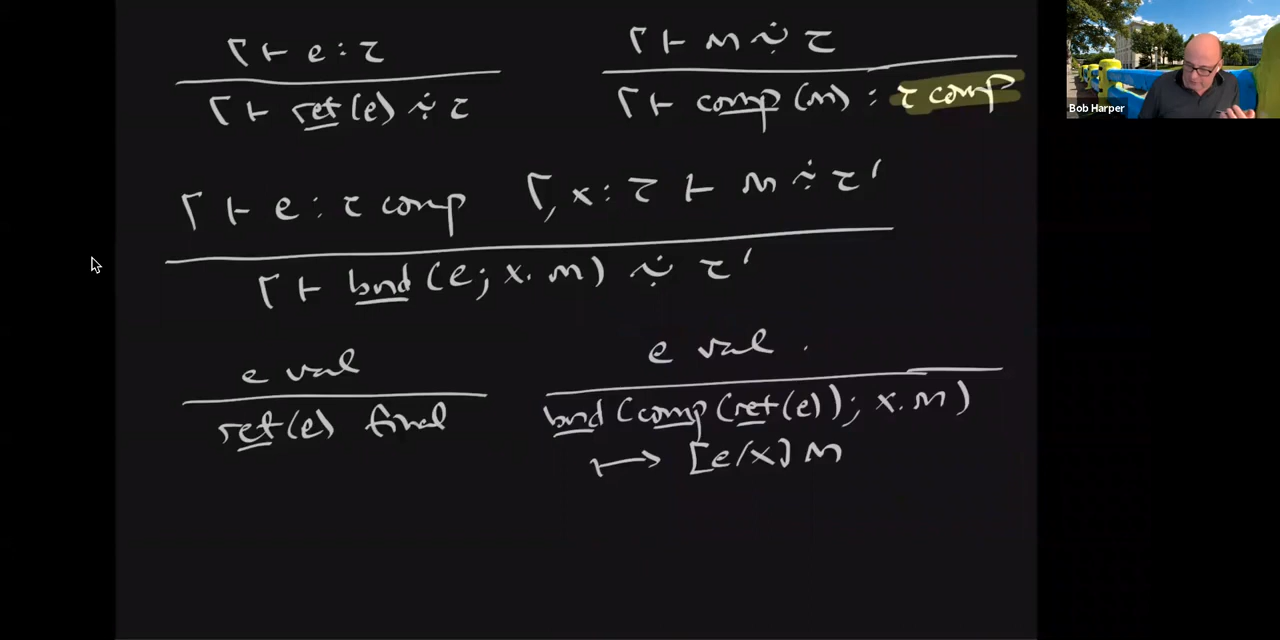 Γ ⊢ e : τ
Γ ⊢ m ∻ τ
Γ ⊢ ret(e) ∻ τ
Γ ⊢ comp(m) : τ comp
Bob Harper
Γ ⊢ e : τ comp Γ, x : τ ⊢ m ∻ τ'
Γ ⊢ bnd(e; x. m) ∻ τ'
e val
e val
ret(e) final
bnd(comp(ret(e)); x.m)
↦ [e/x]m